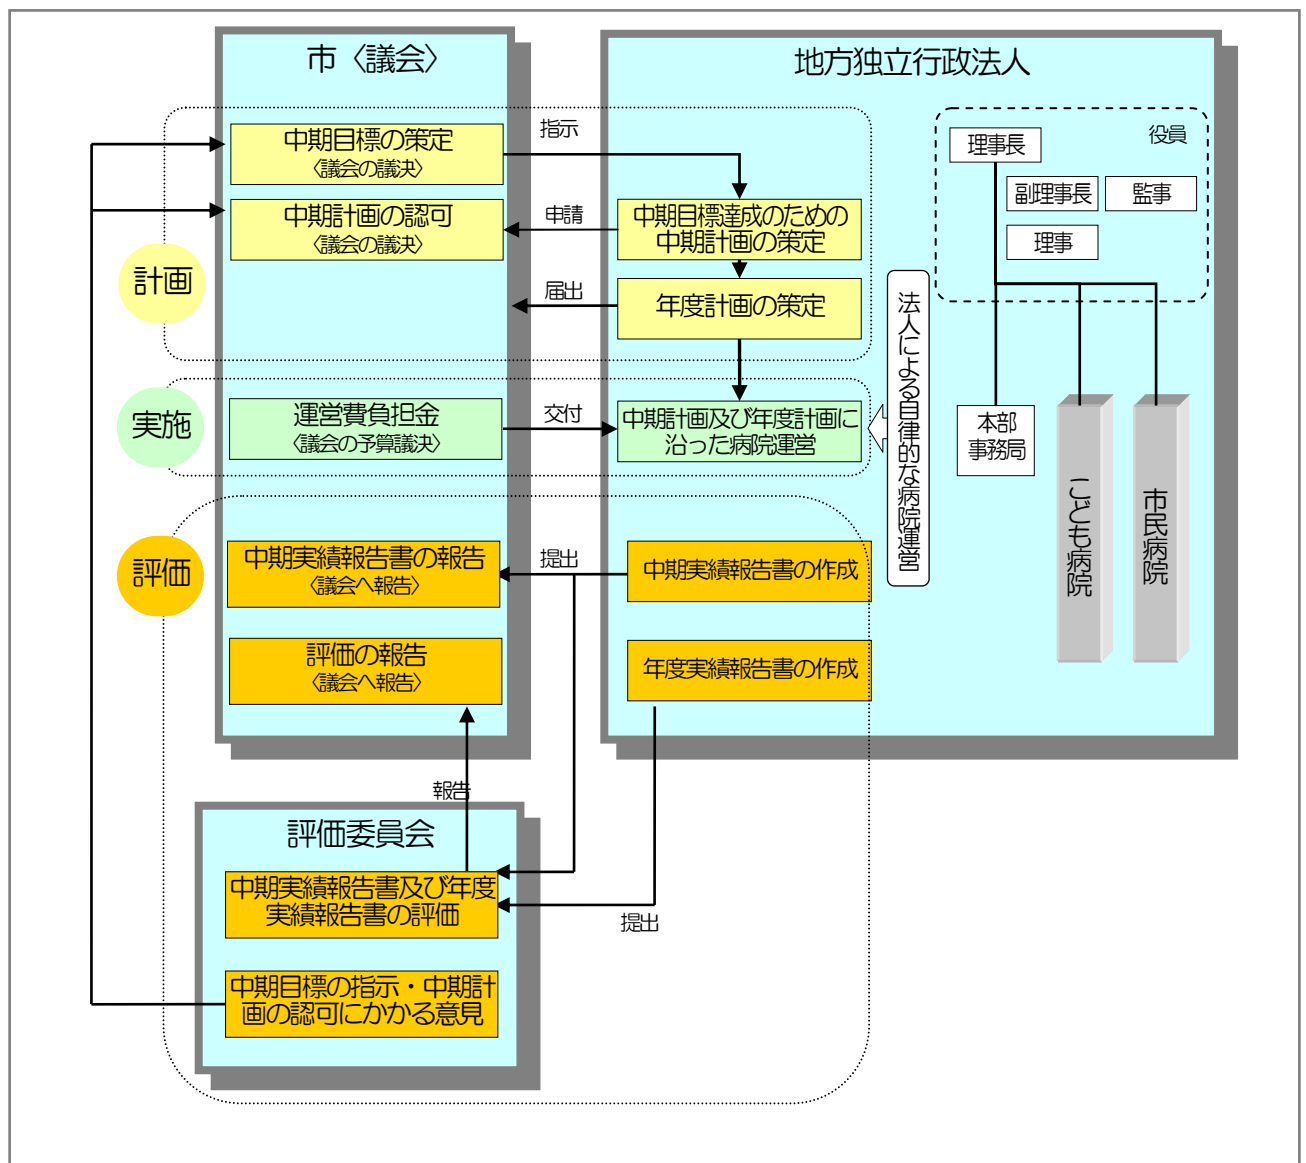 市〈議会〉
地方独立行政法人
中期目標の策定
〈議会の議決〉
指示
役員
理事長
副理事長
監事
理事
中期計画の認可
〈議会の議決〉
申請
中期目標達成のための
中期計画の策定
計画
届出
年度計画の策定
法人による自律的な病院運営
実施
運営費負担金
〈議会の予算議決〉
交付
中期計画及び年度計画に
沿った病院運営
本部
事務局
こども病院
市民病院
評価
中期実績報告書の報告
〈議会へ報告〉
提出
中期実績報告書の作成
評価の報告
〈議会へ報告〉
年度実績報告書の作成
報告
評価委員会
中期実績報告書及び年度
実績報告書の評価
提出
中期目標の指示・中期計
画の認可にかかる意見